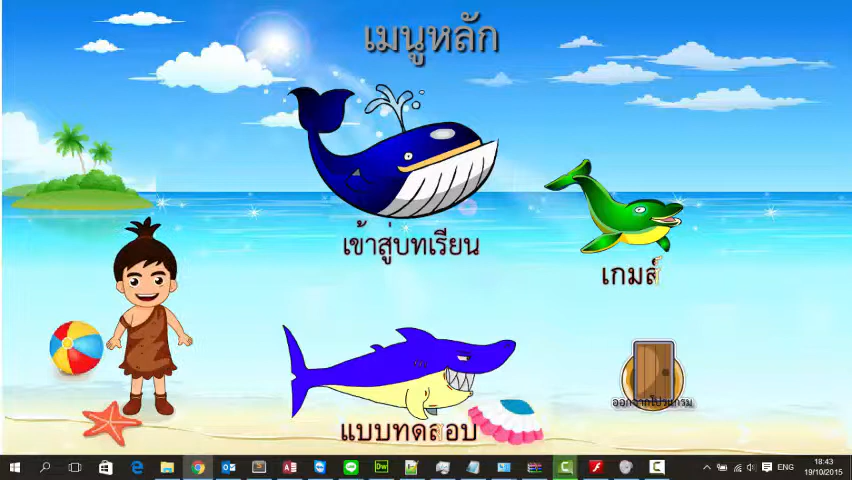 เมนูหลัก
เข้าสู่บทเรียน
เกมส์
แบบทดสอบ
ออกจากโปรแกรม
ENG
18:43
19/10/2015